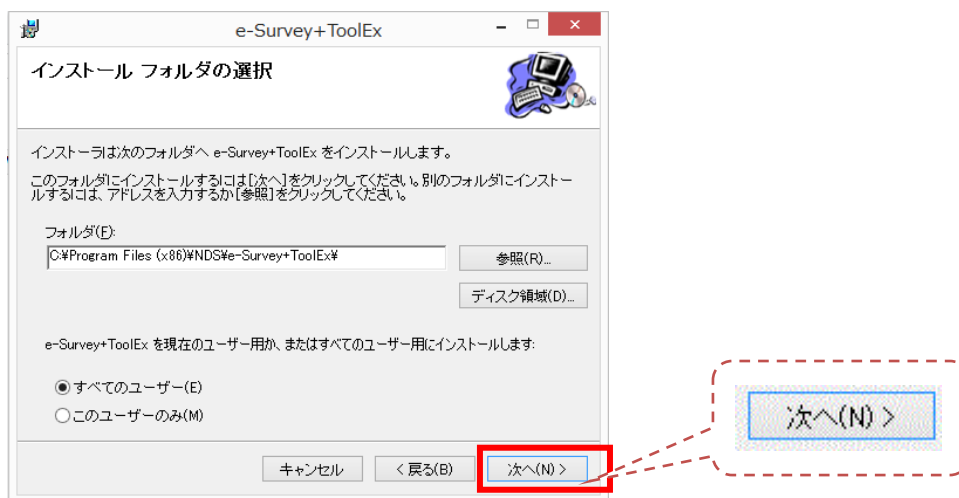 e-Survey+ToolEx
インストール フォルダの選択
インストーラは次のフォルダへ e-Survey+ToolEx をインストールします。
このフォルダにインストールするには[次へ]をクリックしてください。別のフォルダにインストー
ルするには、アドレスを入力するか[参照]をクリックしてください。
フォルダ(F):
C:¥Program Files (x86)¥NDS¥e-Survey+ToolEx¥
参照(R)...
ディスク領域(D)...
e-Survey+ToolEx を現在のユーザー用か、またはすべてのユーザー用にインストールします:
すべてのユーザー(E)
このユーザーのみ(M)
キャンセル
< 戻る(B)
次へ(N) >
次へ(N) >